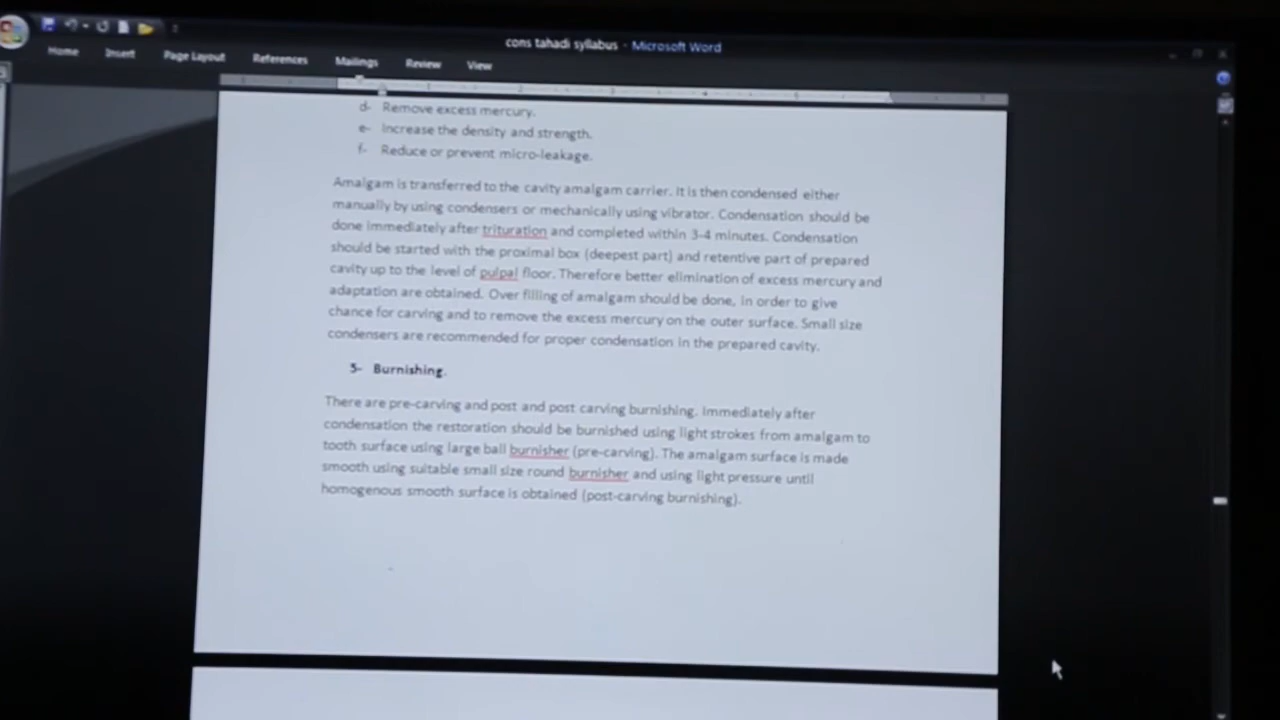 cons tahadi syllabus - Microsoft Word
Home Insert Page Layout References Mailings Review View
d- Remove excess mercury.
e- Increase the density and strength.
f- Reduce or prevent micro-leakage.
Amalgam is transferred to the cavity amalgam carrier. It is then condensed either
manually by using condensers or mechanically using vibrator. Condensation should be
done immediately after trituration and completed within 3-4 minutes. Condensation
should be started with the proximal box (deepest part) and retentive part of prepared
cavity up to the level of pulpal floor. Therefore better elimination of excess mercury and
adaptation are obtained. Over filling of amalgam should be done, in order to give
chance for carving and to remove the excess mercury on the outer surface. Small size
condensers are recommended for proper condensation in the prepared cavity.
5- Burnishing.
There are pre-carving and post and post carving burnishing. Immediately after
condensation the restoration should be burnished using light strokes from amalgam to
tooth surface using large ball burnisher (pre-carving). The amalgam surface is made
smooth using suitable small size round burnisher and using light pressure until
homogenous smooth surface is obtained (post-carving burnishing).